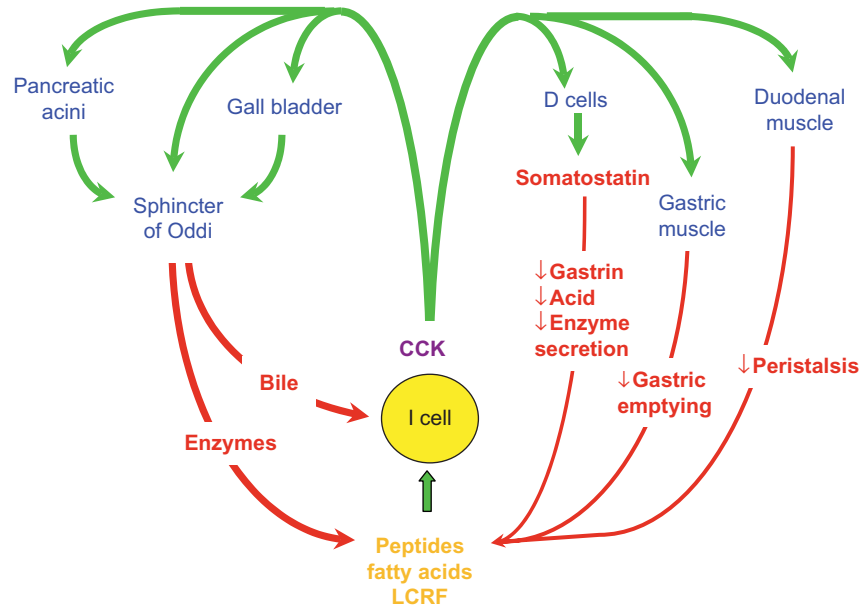 Pancreatic
acini
Gall bladder
D cells
Duodenal
muscle
Somatostatin
Sphincter
of Oddi
Gastric
muscle
↓Gastrin
↓Acid
↓Enzyme
secretion
CCK
Bile
↓Gastric
emptying
↓Peristalsis
I cell
Enzymes
Peptides
fatty acids
LCRF